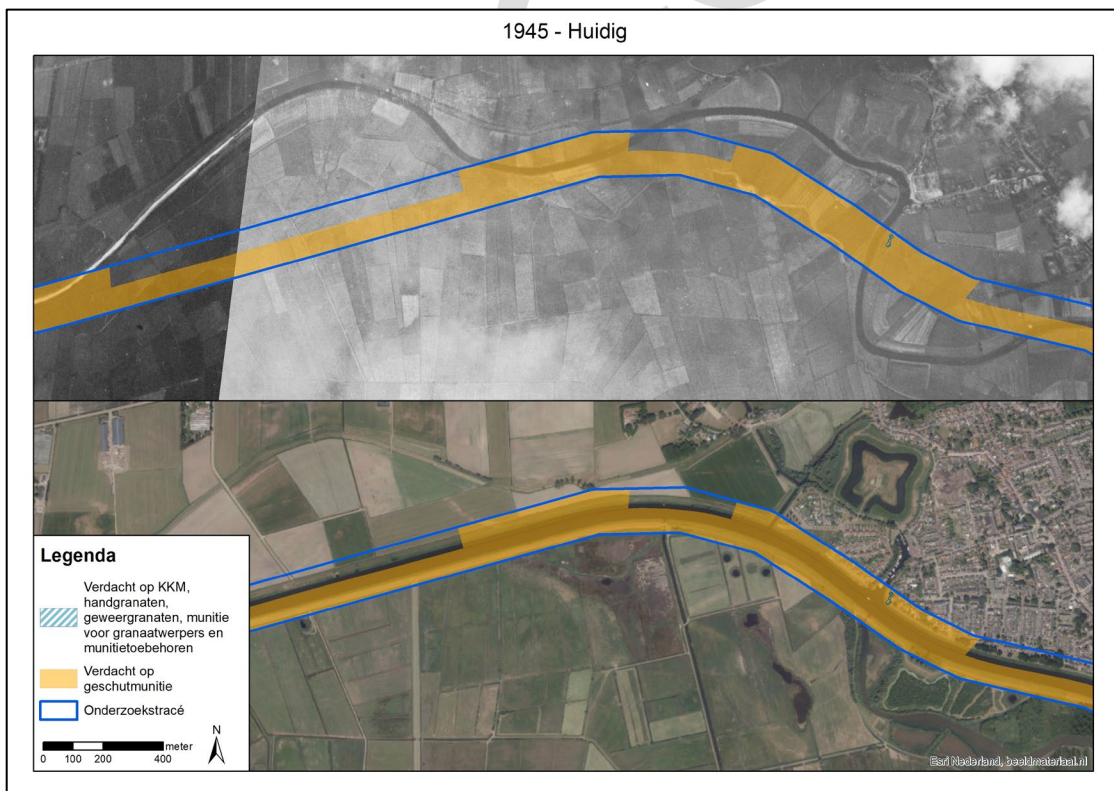 1945 - Huidig
Legenda
Verdacht op KKM,
handgranaten,
geweergranaten, munitie
voor granaatwerpers en
munitietoebehoren
Verdacht op
geschutmunitie
Onderzoekstracé
N
meter
0 100 200 400
Esri Nederland, beeldmateriaal.nl